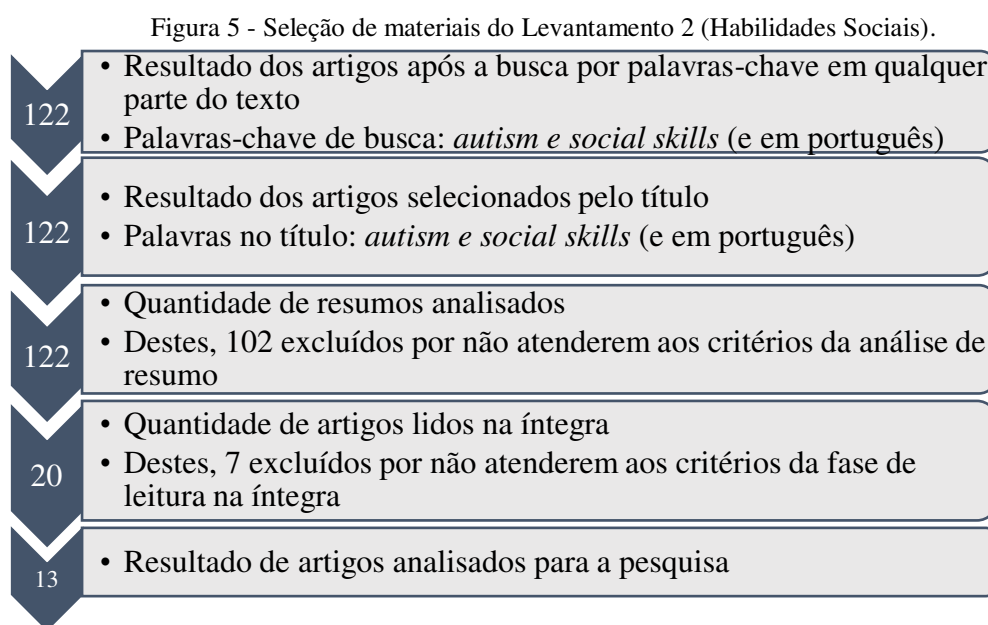 Figura 5 - Seleção de materiais do Levantamento 2 (Habilidades Sociais).
122
• Resultado dos artigos após a busca por palavras-chave em qualquer
parte do texto
• Palavras-chave de busca: autism e social skills (e em português)
122
• Resultado dos artigos selecionados pelo título
• Palavras no título: autism e social skills (e em português)
122
• Quantidade de resumos analisados
• Destes, 102 excluídos por não atenderem aos critérios da análise de
resumo
20
• Quantidade de artigos lidos na íntegra
• Destes, 7 excluídos por não atenderem aos critérios da fase de
leitura na íntegra
13
• Resultado de artigos analisados para a pesquisa